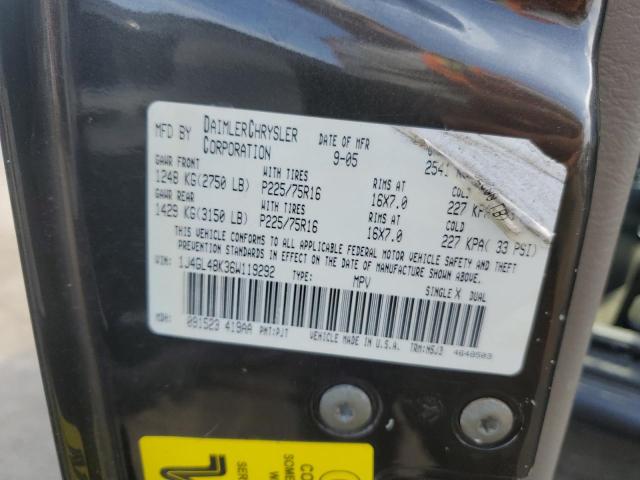 MFD BY DAIMLERCHRYSLER CORPORATION
DATE OF MFR 9-05
254
GAWR FRONT WITH TIRES RIMS AT
1248 KG(2750 LB) P225/75R16 16X7.0 227
GAWR REAR WITH TIRES RIMS AT COLD
1429 KG(3150 LB) P225/75R16 16X7.0 227 KPA( 33 PSI)
THIS VEHICLE CONFORMS TO ALL APPLICABLE FEDERAL MOTOR VEHICLE SAFETY AND THEFT
PREVENTION STANDARDS IN EFFECT ON THE DATE OF MANUFACTURE SHOWN ABOVE.
VIN: 1J4GL48K36W119292 TYPE: MPV SINGLE X DUAL
MDH: 091523 419AA PNT:PJT VEHICLE MADE IN U.S.A. TRM:M5J3 4648503